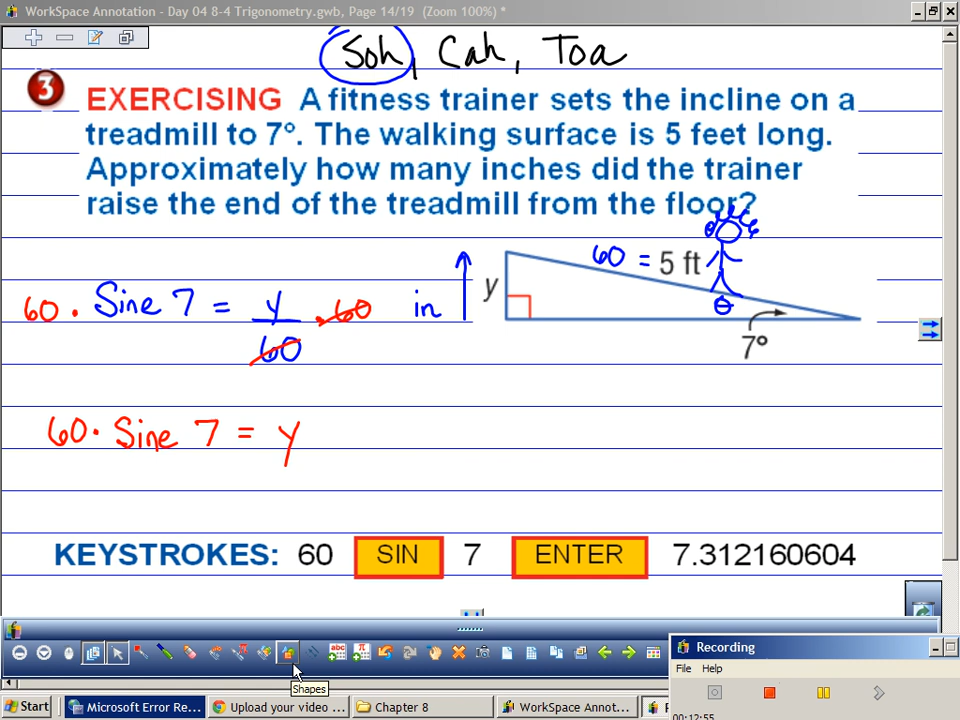 WorkSpace Annotation - Day 04 8-4 Trigonometry.gwb, Page 14/19 (Zoom 100%) *
Soh, Cah, Toa
3
EXERCISING A fitness trainer sets the incline on a
treadmill to 7°. The walking surface is 5 feet long.
Approximately how many inches did the trainer
raise the end of the treadmill from the floor?
60 = 5 ft
y
7°
60 · Sine 7 = y/60 · 60 in
60 · Sine 7 = y
KEYSTROKES: 60 SIN 7 ENTER 7.312160604
Recording
File Help
00:12:55
Shapes
Start
Microsoft Error Re...
Upload your video ...
Chapter 8
WorkSpace Annot...